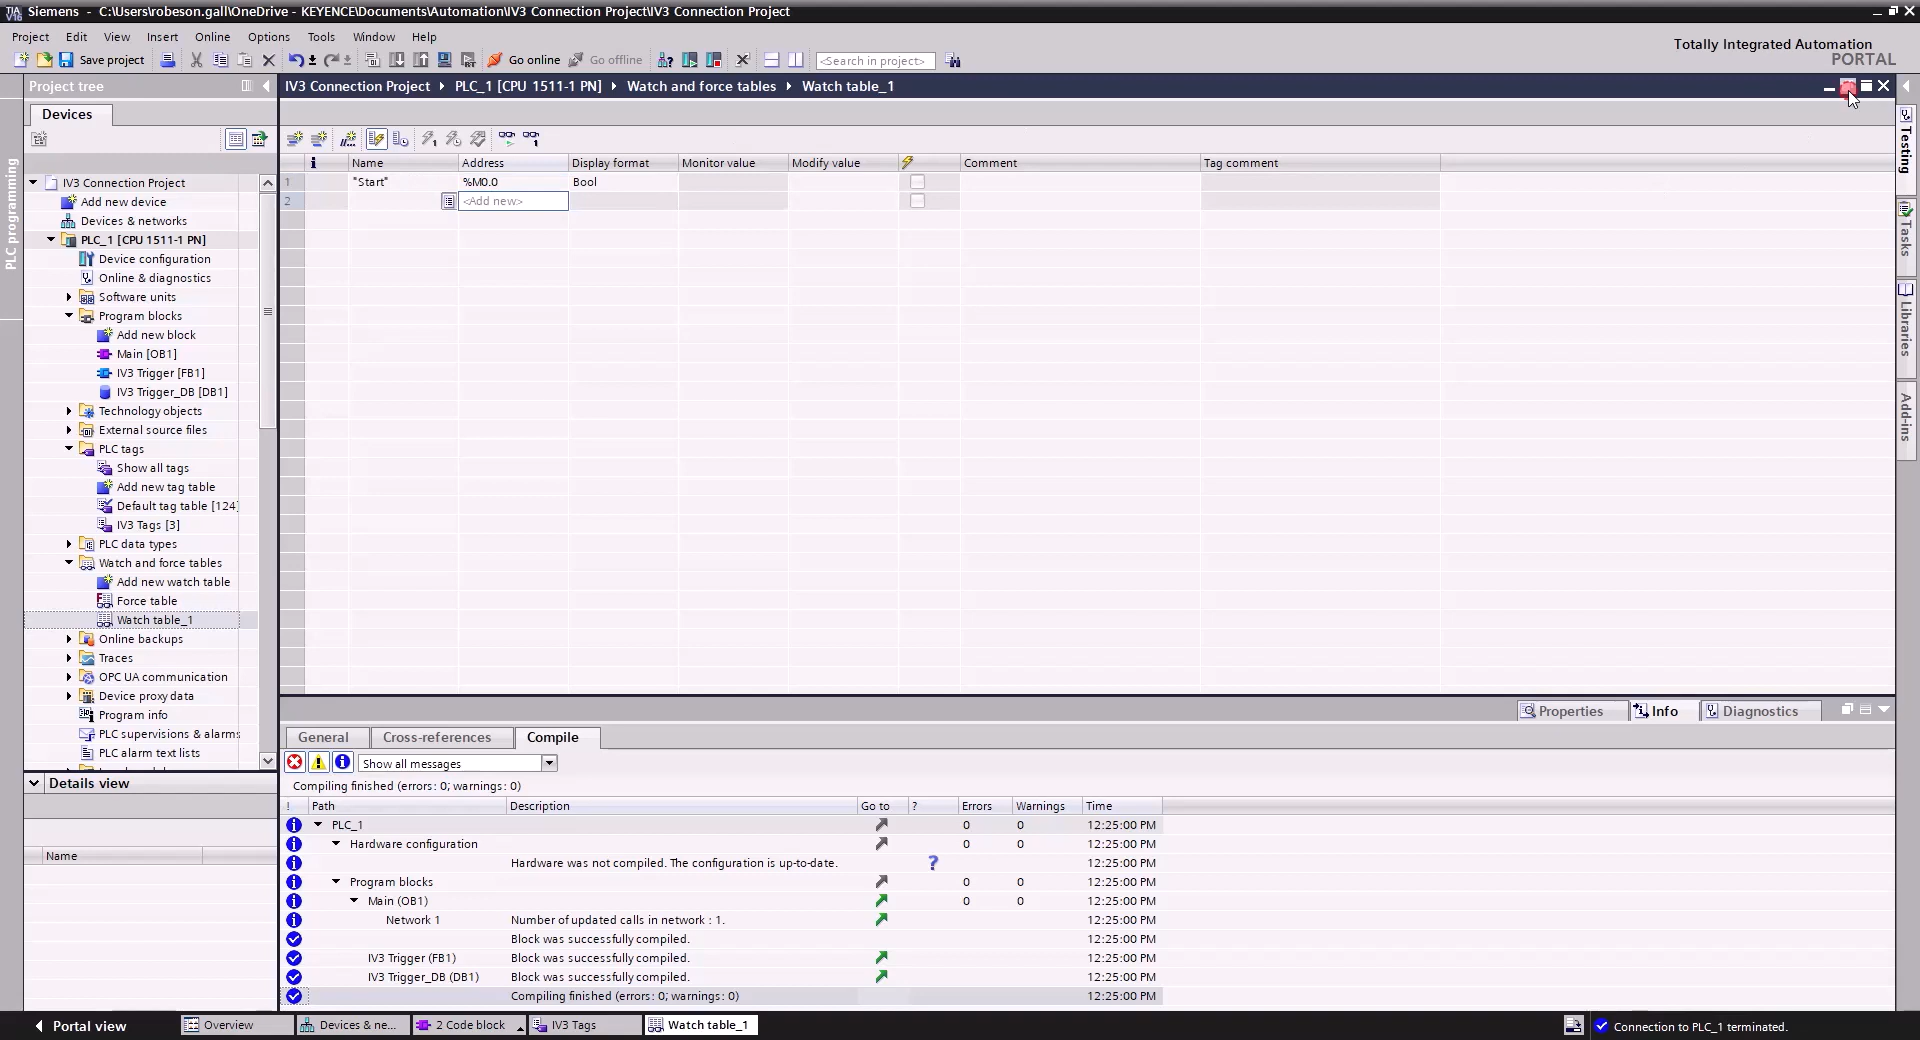 Siemens - C:\Users\robeson.gall\OneDrive - KEYENCE\Documents\Automation\IV3 Connection Project\IV3 Connection Project
Project Edit View Insert Online Options Tools Window Help
Totally Integrated Automation
PORTAL
Save project Go online Go offline <Search in project>
Project tree
IV3 Connection Project PLC_1 [CPU 1511-1 PN] Watch and force tables Watch table_1
Devices
PLC programming
Testing
Tasks
Libraries
Add-ins
i Name Address Display format Monitor value Modify value Comment Tag comment
1 "Start" %M0.0 Bool
2 <Add new>
IV3 Connection Project
Add new device
Devices & networks
PLC_1 [CPU 1511-1 PN]
Device configuration
Online & diagnostics
Software units
Program blocks
Add new block
Main [OB1]
IV3 Trigger [FB1]
IV3 Trigger_DB [DB1]
Technology objects
External source files
PLC tags
Show all tags
Add new tag table
Default tag table [124]
IV3 Tags [3]
PLC data types
Watch and force tables
Add new watch table
Force table
Watch table_1
Online backups
Traces
OPC UA communication
Device proxy data
Program info
PLC supervisions & alarms
PLC alarm text lists
Details view
Name
Properties Info Diagnostics
General Cross-references Compile
Show all messages
Compiling finished (errors: 0; warnings: 0)
! Path Description Go to ? Errors Warnings Time
PLC_1 0 0 12:25:00 PM
Hardware configuration 0 0 12:25:00 PM
Hardware was not compiled. The configuration is up-to-date. ? 12:25:00 PM
Program blocks 0 0 12:25:00 PM
Main (OB1) 0 0 12:25:00 PM
Network 1 Number of updated calls in network : 1. 12:25:00 PM
Block was successfully compiled. 12:25:00 PM
IV3 Trigger (FB1) Block was successfully compiled. 12:25:00 PM
IV3 Trigger_DB (DB1) Block was successfully compiled. 12:25:00 PM
Compiling finished (errors: 0; warnings: 0) 12:25:00 PM
Portal view Overview Devices & ne... 2 Code block IV3 Tags Watch table_1 Connection to PLC_1 terminated.